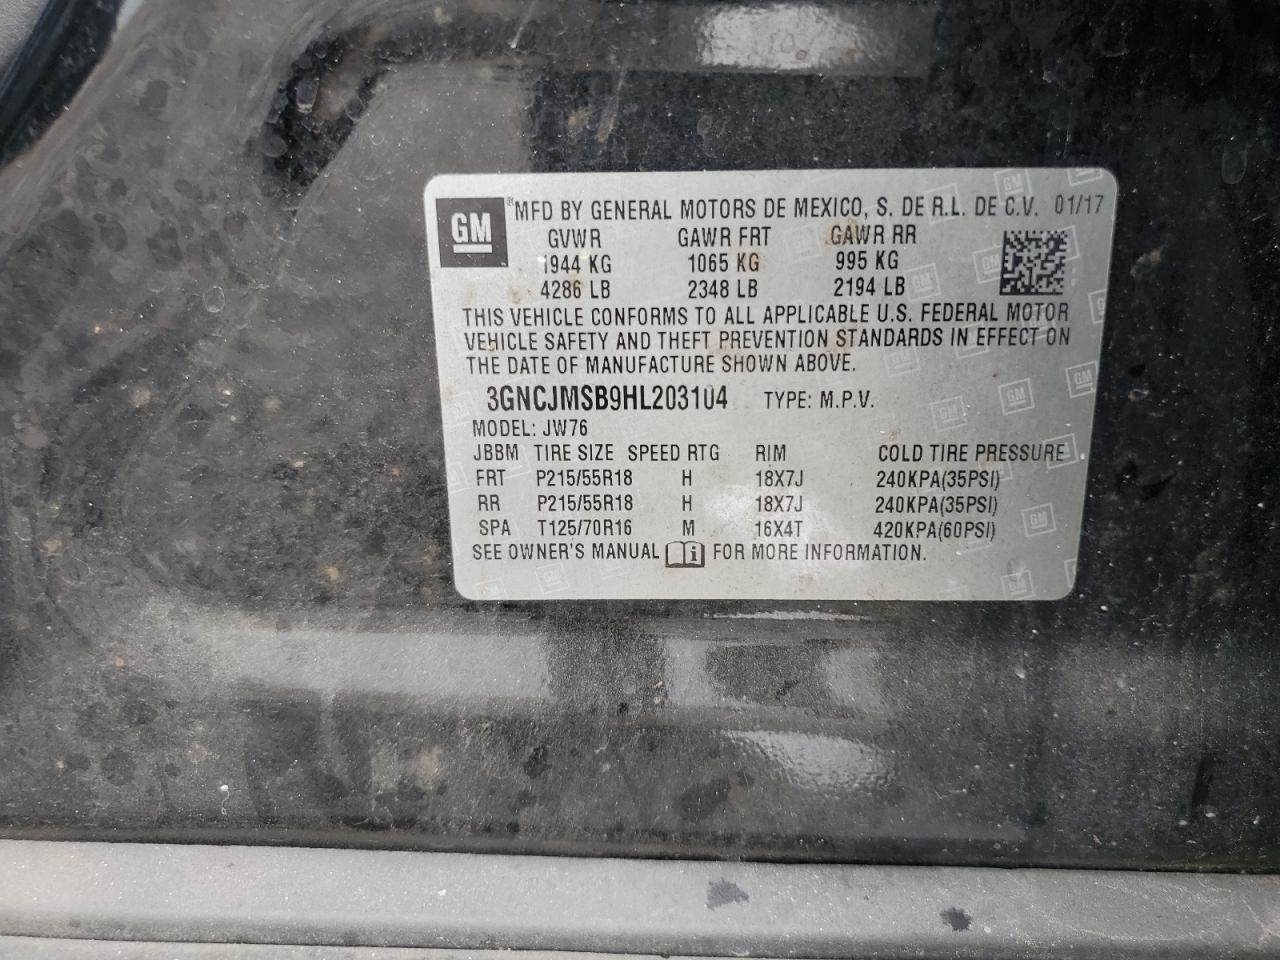 GM ® MFD BY GENERAL MOTORS DE MEXICO, S. DE R.L. DE C.V. 01/17
GVWR GAWR FRT GAWR RR
1944 KG 1065 KG 995 KG
4286 LB 2348 LB 2194 LB
THIS VEHICLE CONFORMS TO ALL APPLICABLE U.S. FEDERAL MOTOR
VEHICLE SAFETY AND THEFT PREVENTION STANDARDS IN EFFECT ON
THE DATE OF MANUFACTURE SHOWN ABOVE.
3GNCJMSB9HL203104 TYPE: M.P.V.
MODEL: JW76
JBBM TIRE SIZE SPEED RTG RIM COLD TIRE PRESSURE
FRT P215/55R18 H 18X7J 240KPA(35PSI)
RR P215/55R18 H 18X7J 240KPA(35PSI)
SPA T125/70R16 M 16X4T 420KPA(60PSI)
SEE OWNER'S MANUAL i FOR MORE INFORMATION.